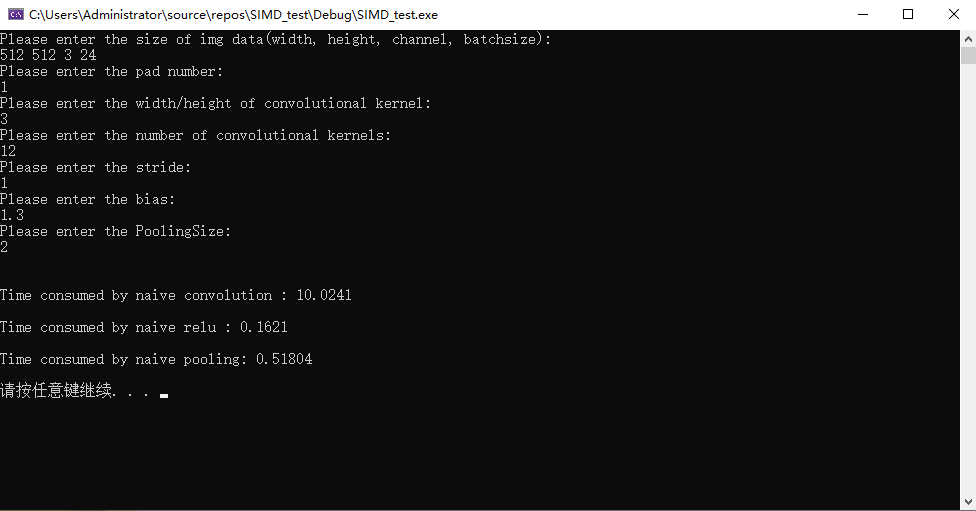 C:\Users\Administrator\source\repos\SIMD_test\Debug\SIMD_test.exe
Please enter the size of img data(width, height, channel, batchsize):
512 512 3 24
Please enter the pad number:
1
Please enter the width/height of convolutional kernel:
3
Please enter the number of convolutional kernels:
12
Please enter the stride:
1
Please enter the bias:
1.3
Please enter the PoolingSize:
2
Time consumed by naive convolution : 10.0241
Time consumed by naive relu : 0.1621
Time consumed by naive pooling: 0.51804
请按任意键继续. . .